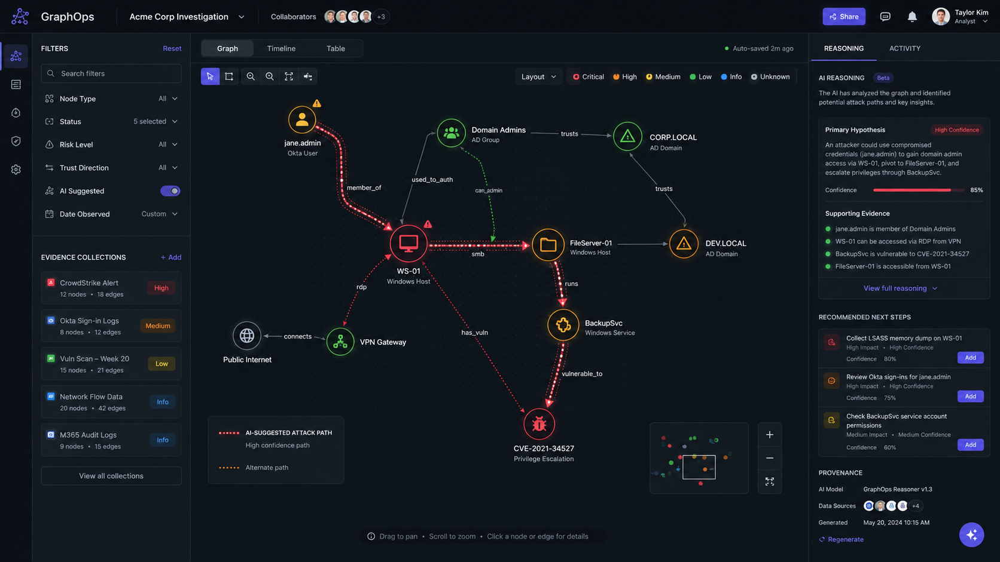 GraphOps
Acme Corp Investigation
Collaborators
+3
Share
Taylor Kim
Analyst
FILTERS
Reset
Search filters
Node Type
All
Status
5 selected
Risk Level
All
Trust Direction
All
AI Suggested
Date Observed
Custom
EVIDENCE COLLECTIONS
+ Add
CrowdStrike Alert
12 nodes • 18 edges
High
Okta Sign-in Logs
8 nodes • 12 edges
Medium
Vuln Scan – Week 20
15 nodes • 21 edges
Low
Network Flow Data
20 nodes • 42 edges
Info
M365 Audit Logs
9 nodes • 15 edges
Info
View all collections
Graph
Timeline
Table
Auto-saved 2m ago
Layout
Critical
High
Medium
Low
Info
Unknown
jane.admin
Okta User
member_of
Domain Admins
AD Group
trusts
CORP.LOCAL
AD Domain
used_to_auth
can_admin
trusts
WS-01
Windows Host
smb
FileServer-01
Windows Host
DEV.LOCAL
AD Domain
rdp
runs
Public Internet
connects
VPN Gateway
has_vuln
BackupSvc
Windows Service
vulnerable_to
CVE-2021-34527
Privilege Escalation
AI-SUGGESTED ATTACK PATH
High confidence path
Alternate path
Drag to pan • Scroll to zoom • Click a node or edge for details
REASONING
ACTIVITY
AI REASONING
Beta
The AI has analyzed the graph and identified
potential attack paths and key insights.
Primary Hypothesis
High Confidence
An attacker could use compromised
credentials (jane.admin) to gain domain admin
access via WS-01, pivot to FileServer-01, and
escalate privileges through BackupSvc.
Confidence
85%
Supporting Evidence
jane.admin is member of Domain Admins
WS-01 can be accessed via RDP from VPN
BackupSvc is vulnerable to CVE-2021-34527
FileServer-01 is accessible from WS-01
View full reasoning
RECOMMENDED NEXT STEPS
Collect LSASS memory dump on WS-01
High Impact • High Confidence
Confidence 80%
Add
Review Okta sign-ins for jane.admin
High Impact • High Confidence
Confidence 75%
Add
Check BackupSvc service account
permissions
Medium Impact • Medium Confidence
Confidence 60%
Add
PROVENANCE
AI Model
GraphOps Reasoner v1.3
Data Sources
+4
Generated
May 20, 2024 10:15 AM
Regenerate